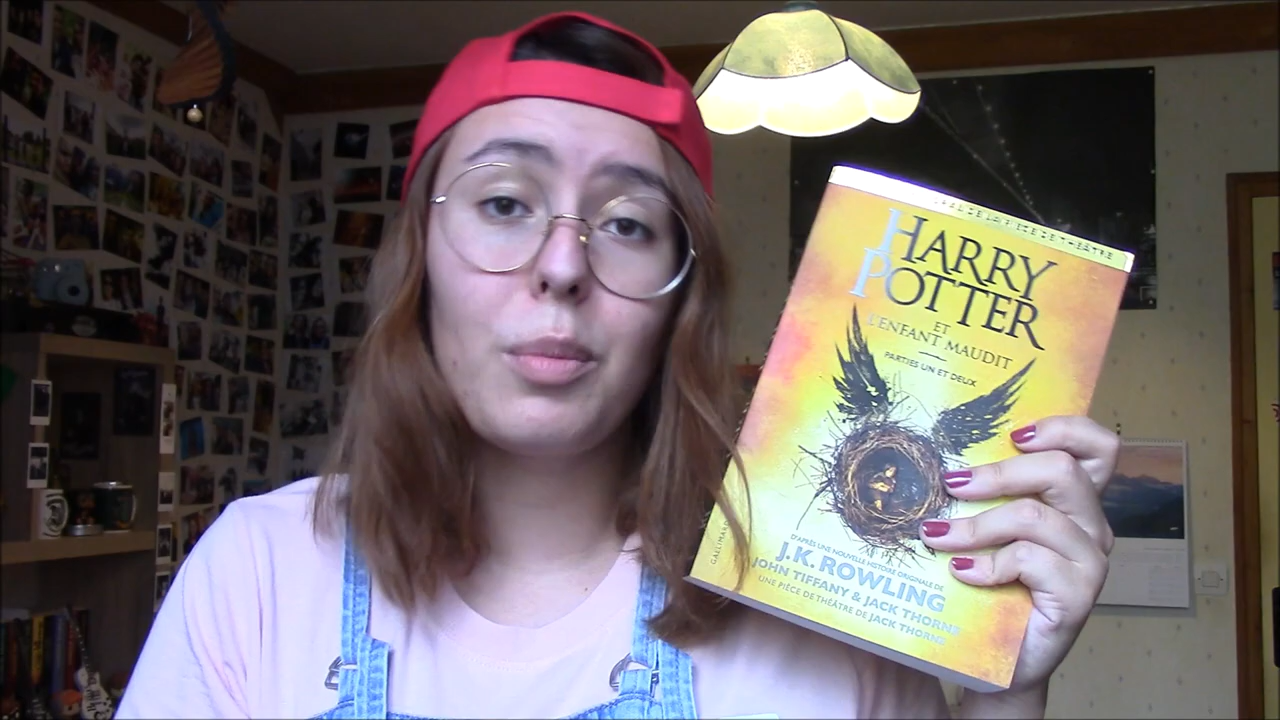 HARRY
POTTER
ET
L'ENFANT MAUDIT
PARTIES UN ET DEUX
D'APRÈS UNE NOUVELLE HISTOIRE ORIGINALE DE
J.K. ROWLING
JOHN TIFFANY & JACK THORNE
UNE PIÈCE DE THÉÂTRE DE JACK THORNE
GALLIMARD